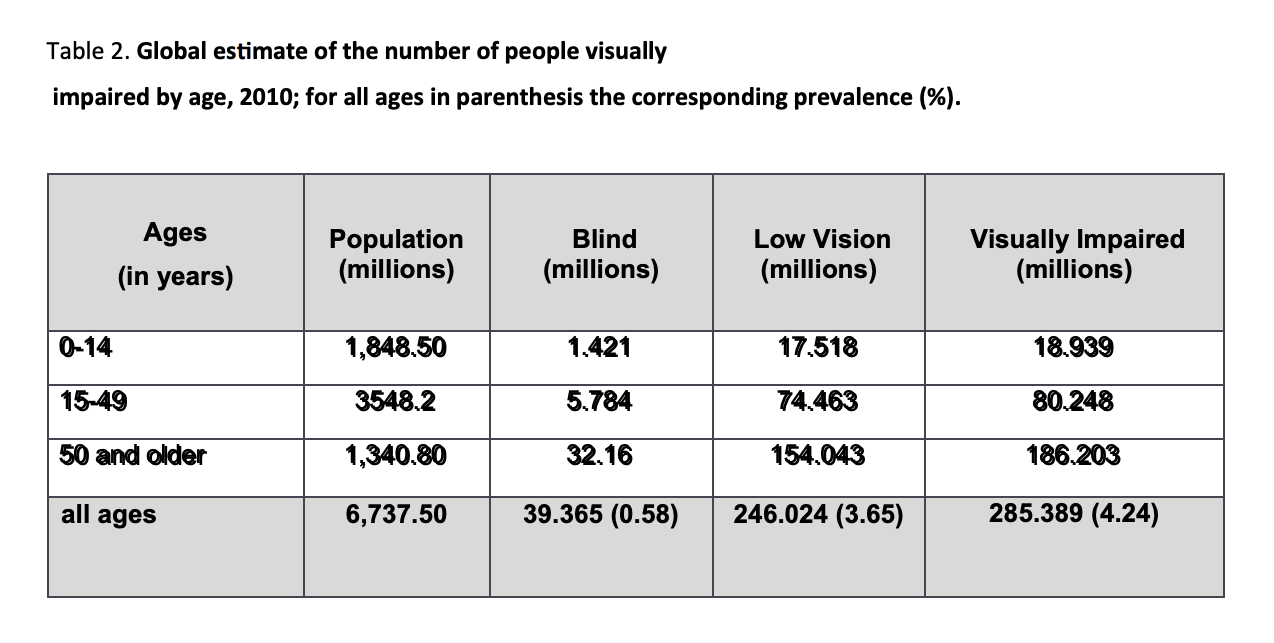 Table 2. Global estimate of the number of people visually
impaired by age, 2010; for all ages in parenthesis the corresponding prevalence (%).
Ages
(in years)
Population
(millions)
Blind
(millions)
Low Vision
(millions)
Visually Impaired
(millions)
0-14 1,848.50 1.421 17.518 18.939
15-49 3548.2 5.784 74.463 80.248
50 and older 1,340.80 32.16 154.043 186.203
all ages 6,737.50 39.365 (0.58) 246.024 (3.65) 285.389 (4.24)